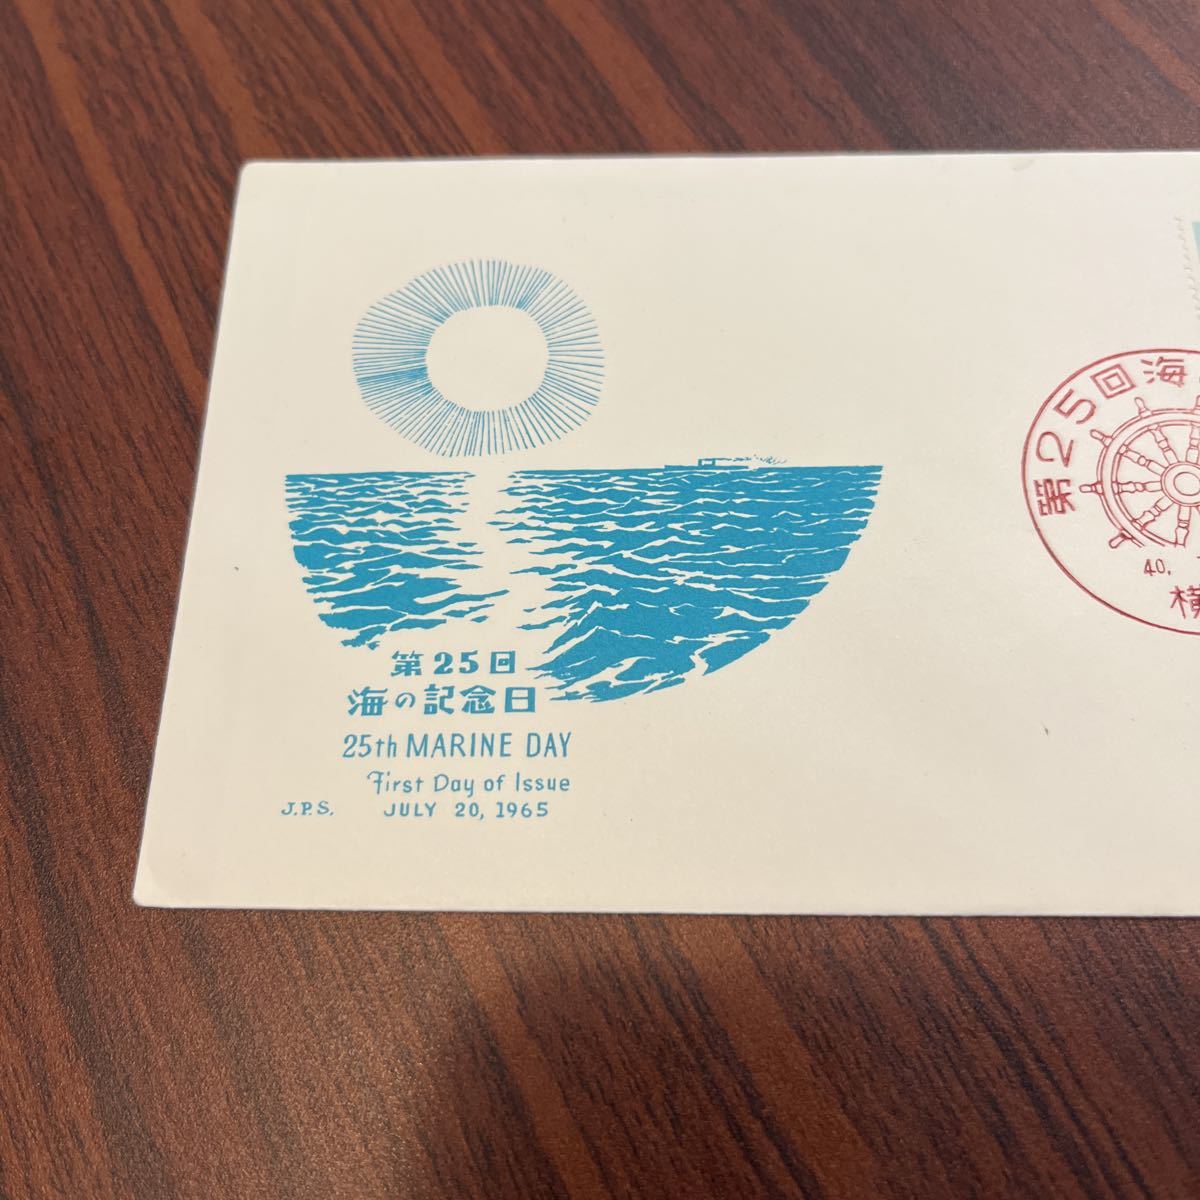 第25回
海の記念日
25th MARINE DAY
First Day of Issue
J.P.S. JULY 20, 1965
第25回海
40.
横